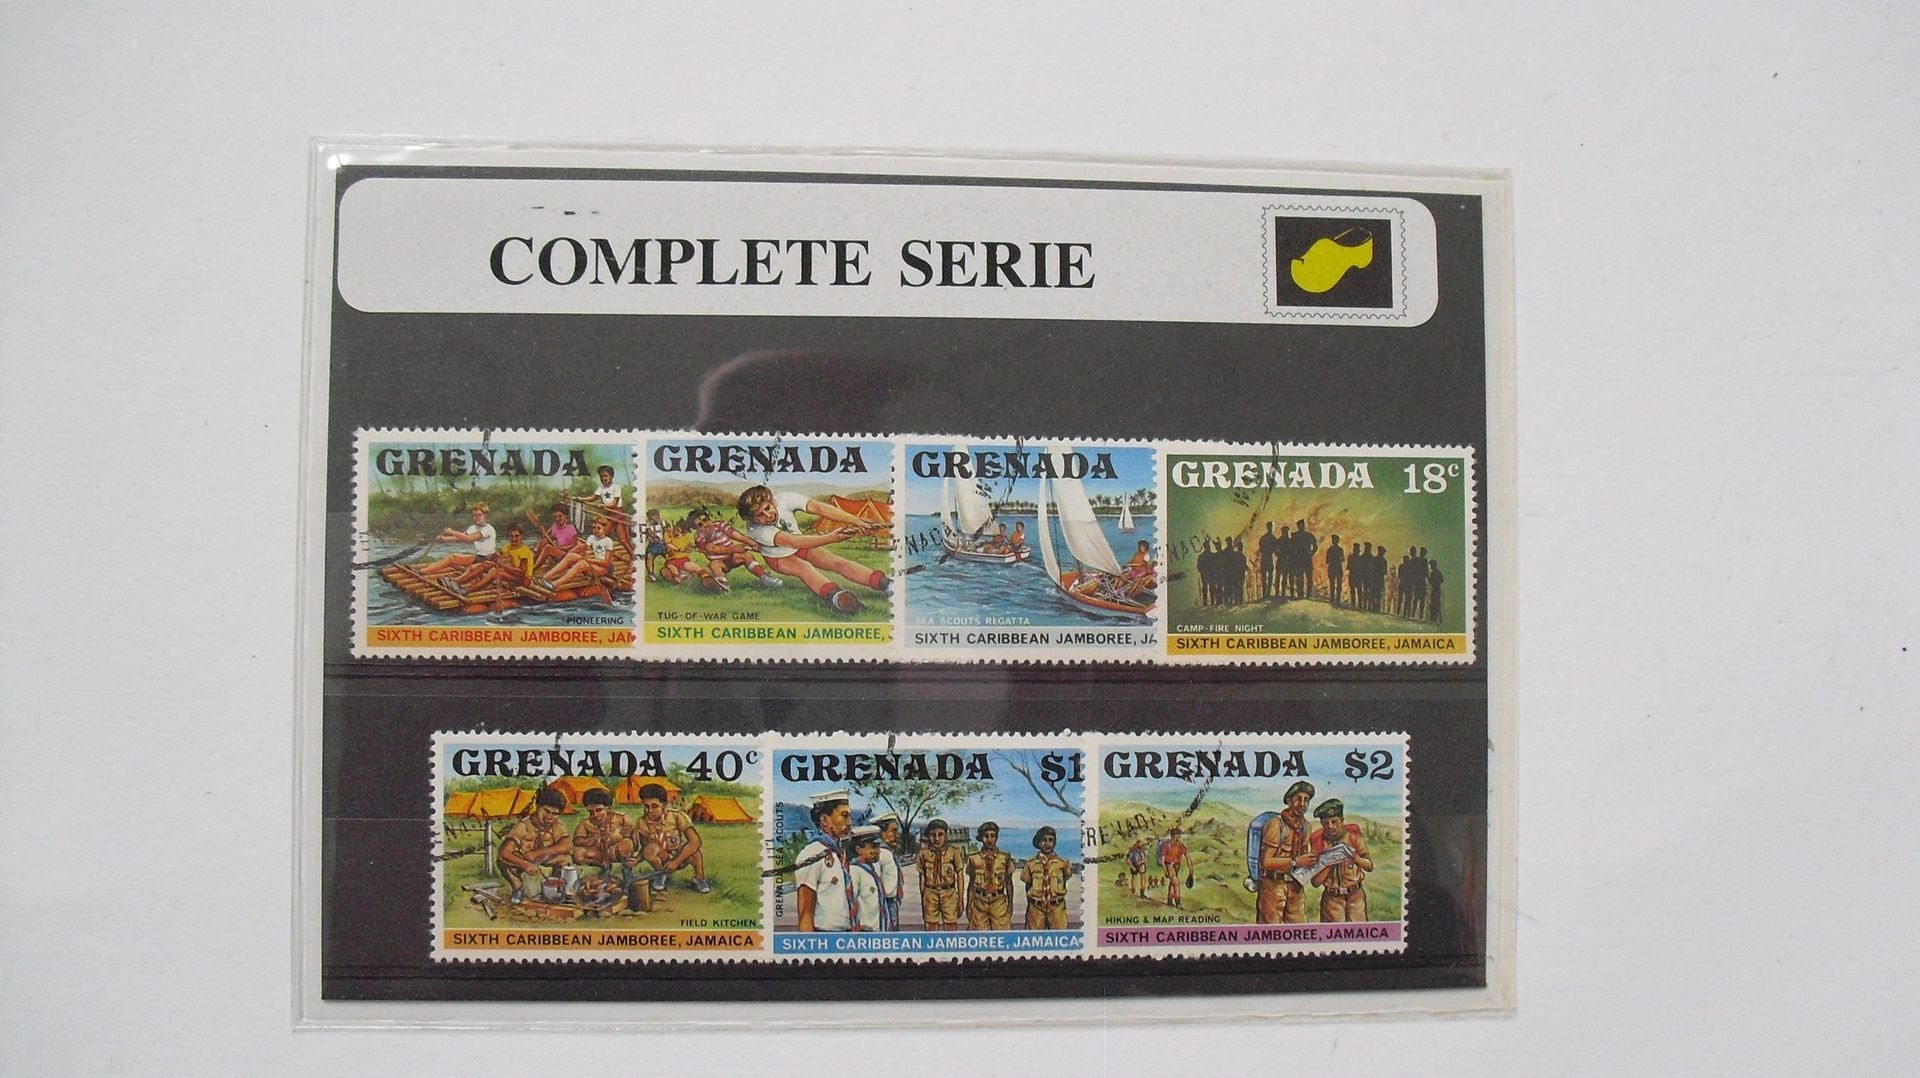 COMPLETE SERIE
GRENADA
PIONEERING
SIXTH CARIBBEAN JAMBOREE, JAM
GRENADA
TUG-OF-WAR GAME
SIXTH CARIBBEAN JAMBOREE, J
GRENADA
SEA SCOUTS REGATTA
SIXTH CARIBBEAN JAMBOREE, JA
GRENADA 18c
CAMP-FIRE NIGHT
SIXTH CARIBBEAN JAMBOREE, JAMAICA
GRENADA 40c
FIELD KITCHEN
SIXTH CARIBBEAN JAMBOREE, JAMAICA
GRENADA $1
GRENADA SEA SCOUTS
SIXTH CARIBBEAN JAMBOREE, JAMAICA
GRENADA $2
HIKING & MAP READING
SIXTH CARIBBEAN JAMBOREE, JAMAICA